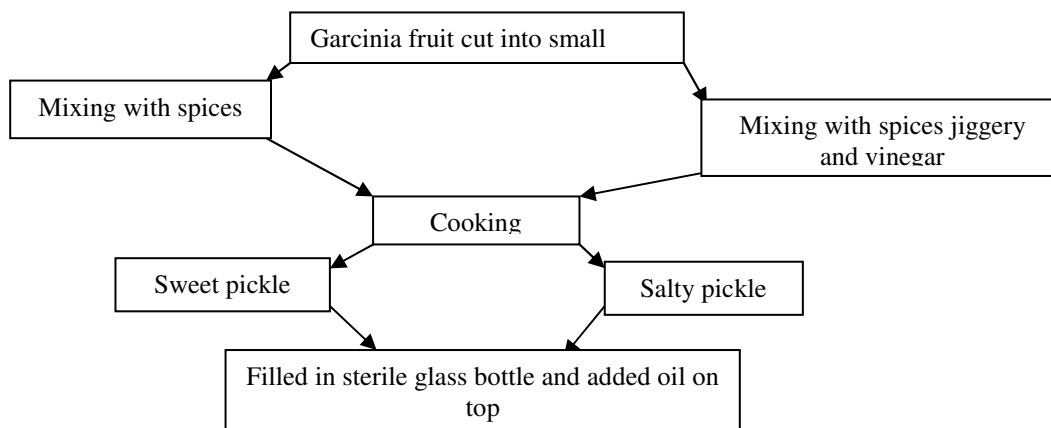 Garcinia fruit cut into small
Mixing with spices
Mixing with spices jiggery
and vinegar
Cooking
Sweet pickle
Salty pickle
Filled in sterile glass bottle and added oil on
top